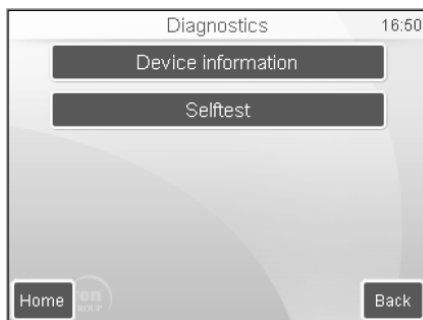 Diagnostics 16:50
Device information
Selftest
Home
Back